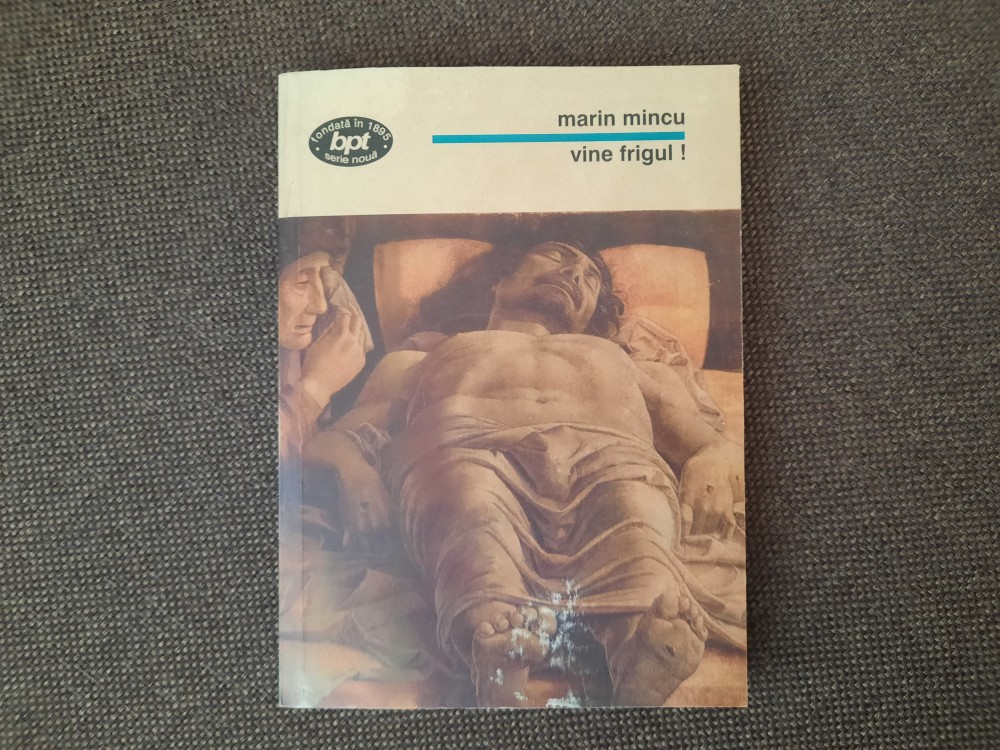 fondată în 1895
bpt
serie nouă
marin mincu
vine frigul !